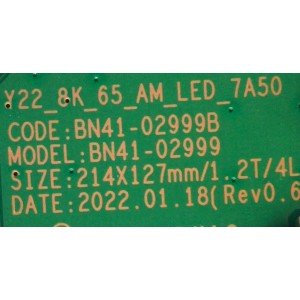 Y22_8K_65_AM_LED_7A50
CODE:BN41-02999B
MODEL:BN41-02999
SIZE:214X127mm/1.2T/4L
DATE:2022.01.18(Rev0.6